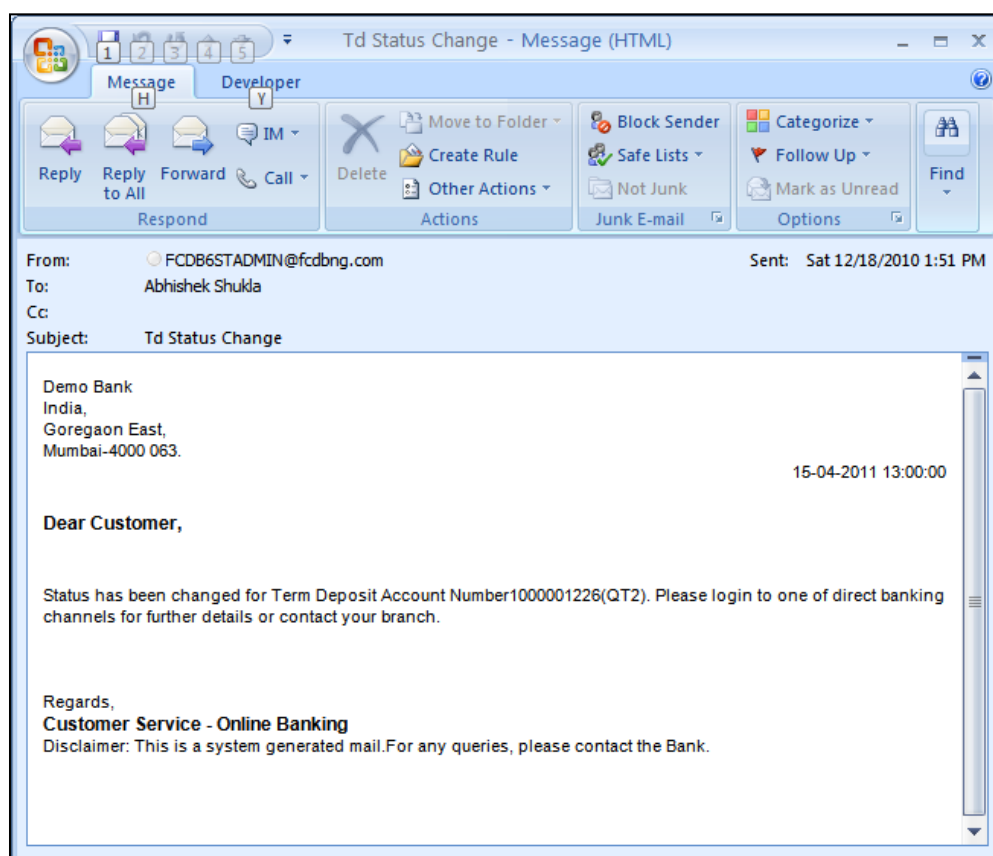 Td Status Change - Message (HTML)
1 2 3 4 5
Message Developer
H Y
Reply
Reply to All
Forward
IM
Call
Respond
Delete
Move to Folder
Create Rule
Other Actions
Actions
Block Sender
Safe Lists
Not Junk
Junk E-mail
Categorize
Follow Up
Mark as Unread
Options
Find
From: FCDB6STADMIN@fcdbng.com Sent: Sat 12/18/2010 1:51 PM
To: Abhishek Shukla
Cc:
Subject: Td Status Change
Demo Bank
India,
Goregaon East,
Mumbai-4000 063.
15-04-2011 13:00:00
Dear Customer,
Status has been changed for Term Deposit Account Number1000001226(QT2). Please login to one of direct banking
channels for further details or contact your branch.
Regards,
Customer Service - Online Banking
Disclaimer: This is a system generated mail.For any queries, please contact the Bank.